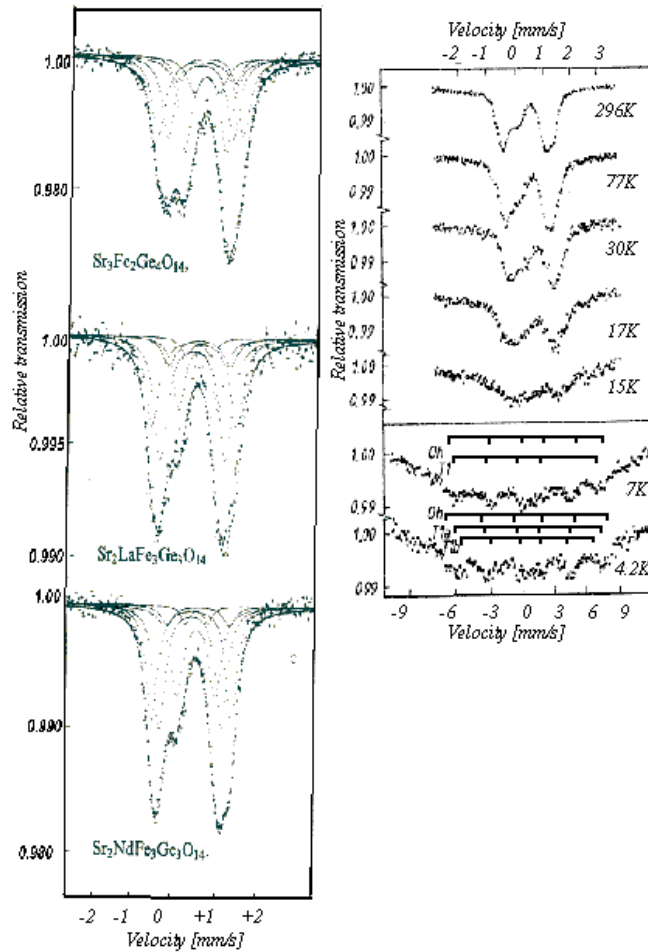 Relative transmission
1.00
0.980
Sr3Fe2Ge4O14.
1.00
0.995
0.990
Sr2LaFe3Ge3O14
1.00
0.990
0.980
Sr2NdFe3Ge3O14.
-2 -1 0 +1 +2
Velocity [mm/s]
Velocity [mm/s]
-2 -1 0 1 2 3
Relative transmission
1.00
0.99
296K
1.00
0.99
77K
1.00
0.99
30K
1.00
0.99
17K
1.00
0.99
15K
1.00
Oh
0.99
7K
Oh
1.00
0.99
4.2K
-9 -6 -3 0 3 6 9
Velocity [mm/s]